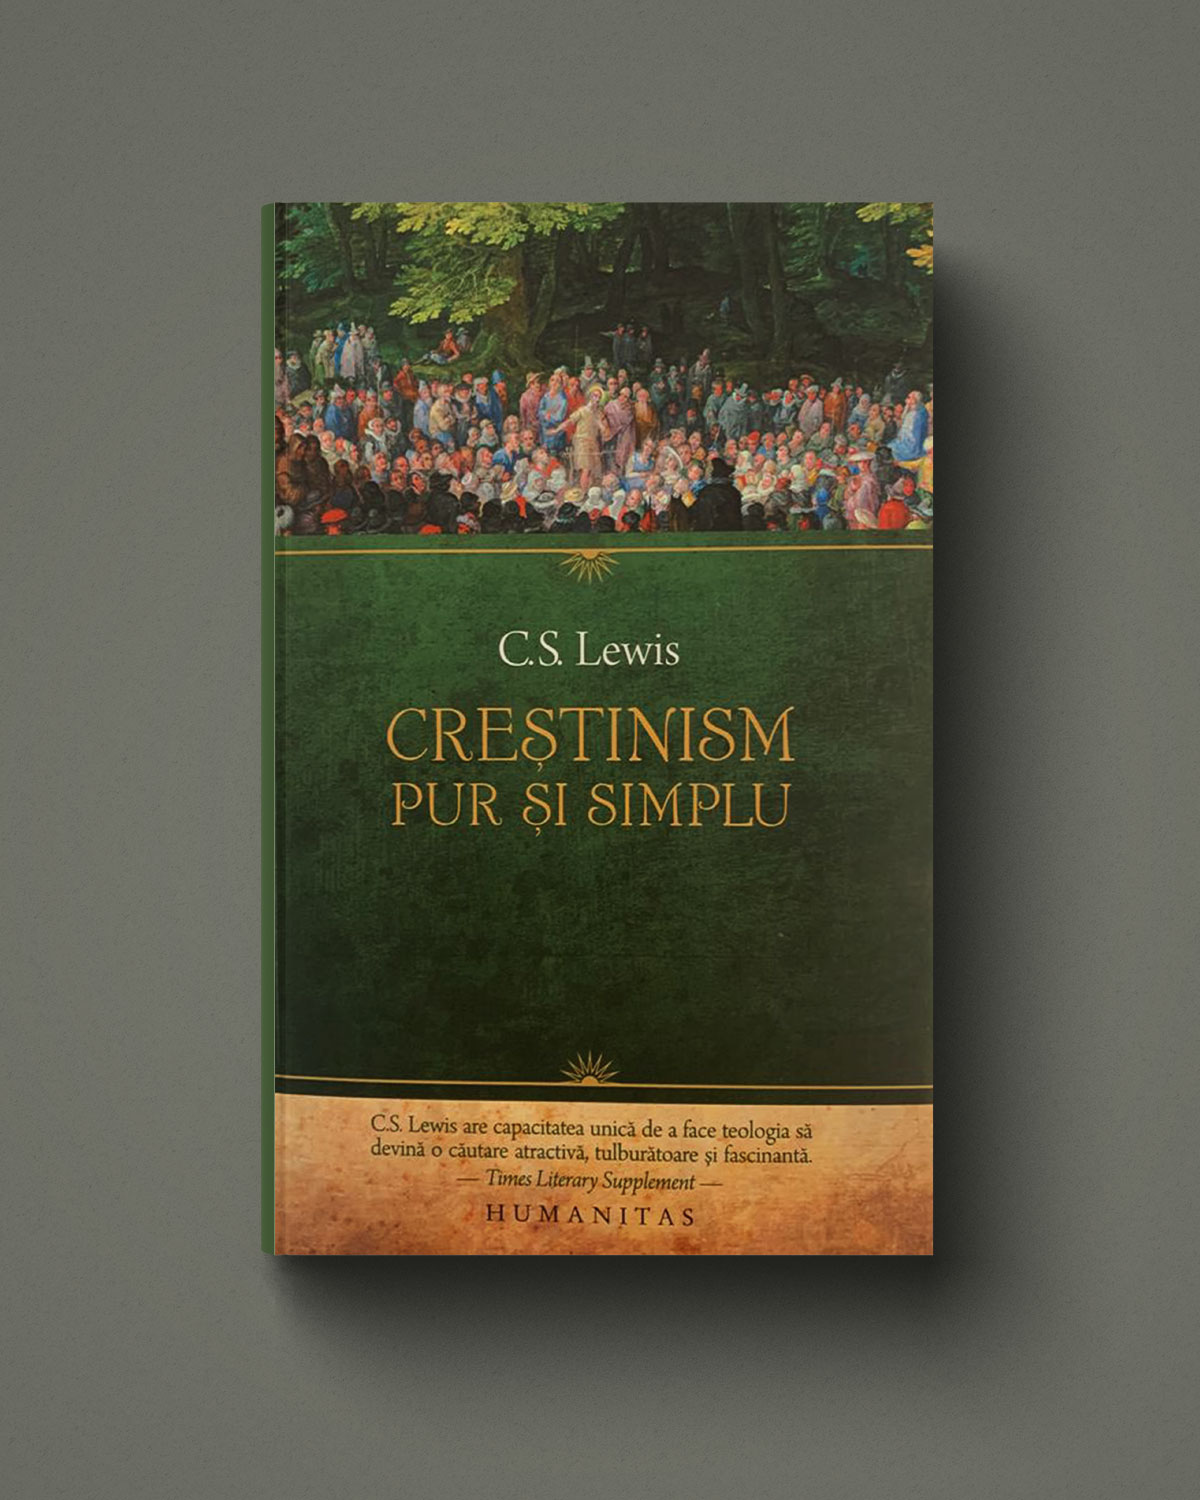 C.S. Lewis
CREȘTINISM
PUR ȘI SIMPLU
C.S. Lewis are capacitatea unică de a face teologia să
devină o căutare atractivă, tulburătoare și fascinantă.
— Times Literary Supplement —
HUMANITAS